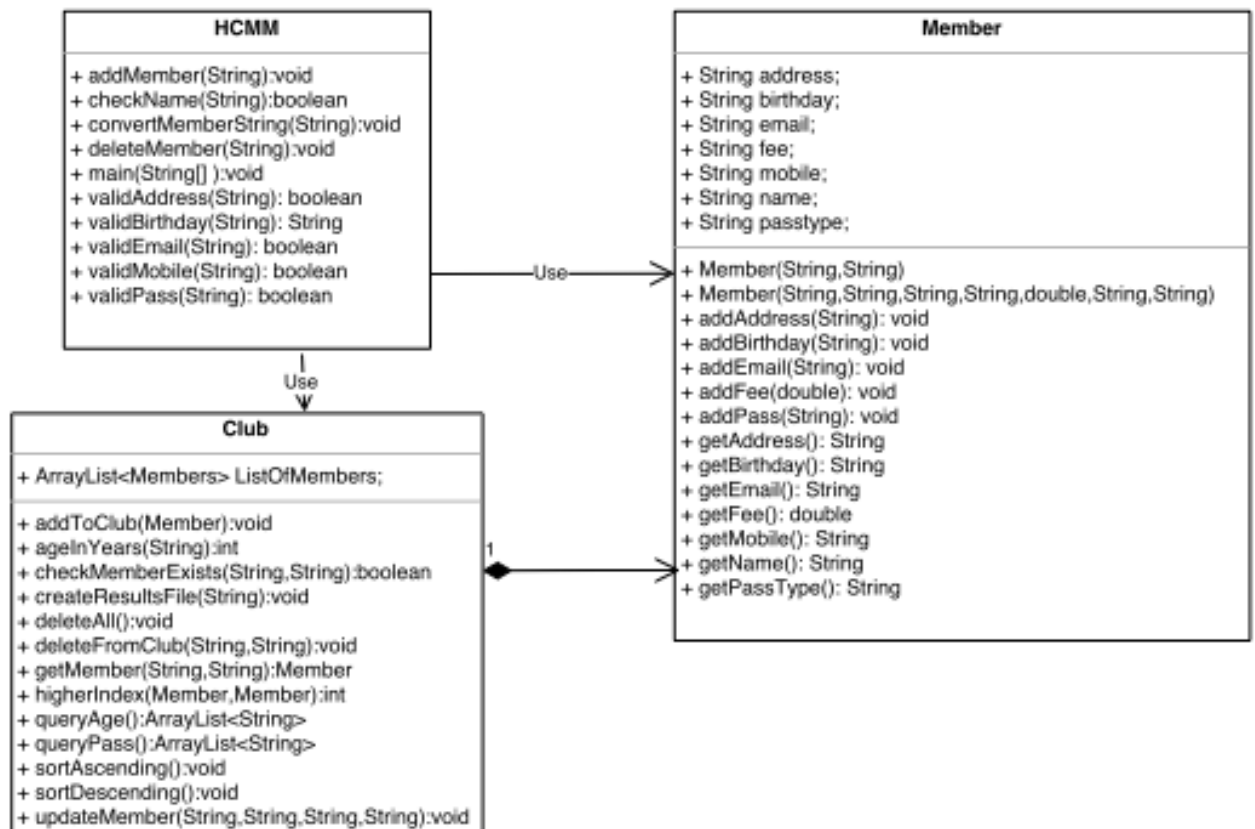 HCMM
+ addMember(String):void
+ checkName(String):boolean
+ convertMemberString(String):void
+ deleteMember(String):void
+ main(String[] ):void
+ validAddress(String): boolean
+ validBirthday(String): String
+ validEmail(String): boolean
+ validMobile(String): boolean
+ validPass(String): boolean
Use
Use
Member
+ String address;
+ String birthday;
+ String email;
+ String fee;
+ String mobile;
+ String name;
+ String passtype;
+ Member(String,String)
+ Member(String,String,String,String,double,String,String)
+ addAddress(String): void
+ addBirthday(String): void
+ addEmail(String): void
+ addFee(double): void
+ addPass(String): void
+ getAddress(): String
+ getBirthday(): String
+ getEmail(): String
+ getFee(): double
+ getMobile(): String
+ getName(): String
+ getPassType(): String
Club
+ ArrayList<Members> ListOfMembers;
+ addToClub(Member):void
+ ageInYears(String):int
+ checkMemberExists(String,String):boolean
+ createResultsFile(String):void
+ deleteAll():void
+ deleteFromClub(String,String):void
+ getMember(String,String):Member
+ higherIndex(Member,Member):int
+ queryAge():ArrayList<String>
+ queryPass():ArrayList<String>
+ sortAscending():void
+ sortDescending():void
+ updateMember(String,String,String,String):void
1